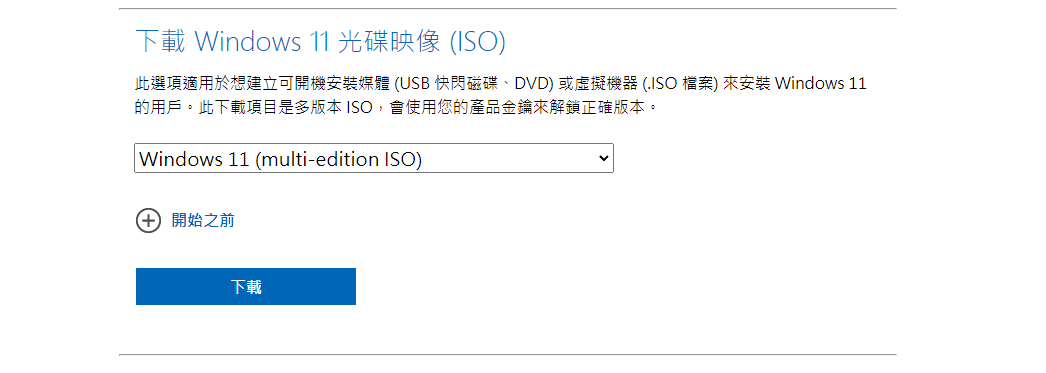 下載 Windows 11 光碟映像 (ISO)
此選項適用於想建立可開機安裝媒體 (USB 快閃磁碟、DVD) 或虛擬機器 (.ISO 檔案) 來安裝 Windows 11
的用戶。此下載項目是多版本 ISO，會使用您的產品金鑰來解鎖正確版本。
Windows 11 (multi-edition ISO)
開始之前
下載